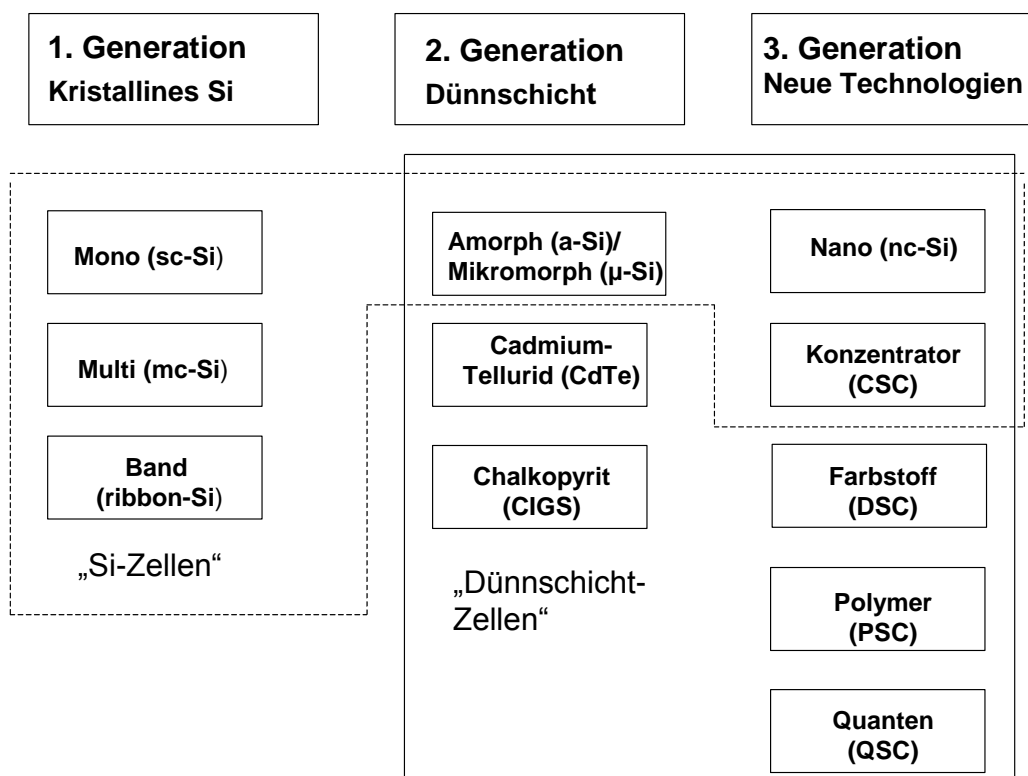 1. Generation
Kristallines Si
2. Generation
Dünnschicht
3. Generation
Neue Technologien
Mono (sc-Si)
Multi (mc-Si)
Band
(ribbon-Si)
„Si-Zellen“
Amorph (a-Si)/
Mikromorph (µ-Si)
Cadmium-
Tellurid (CdTe)
Chalkopyrit
(CIGS)
„Dünnschicht-
Zellen“
Nano (nc-Si)
Konzentrator
(CSC)
Farbstoff
(DSC)
Polymer
(PSC)
Quanten
(QSC)